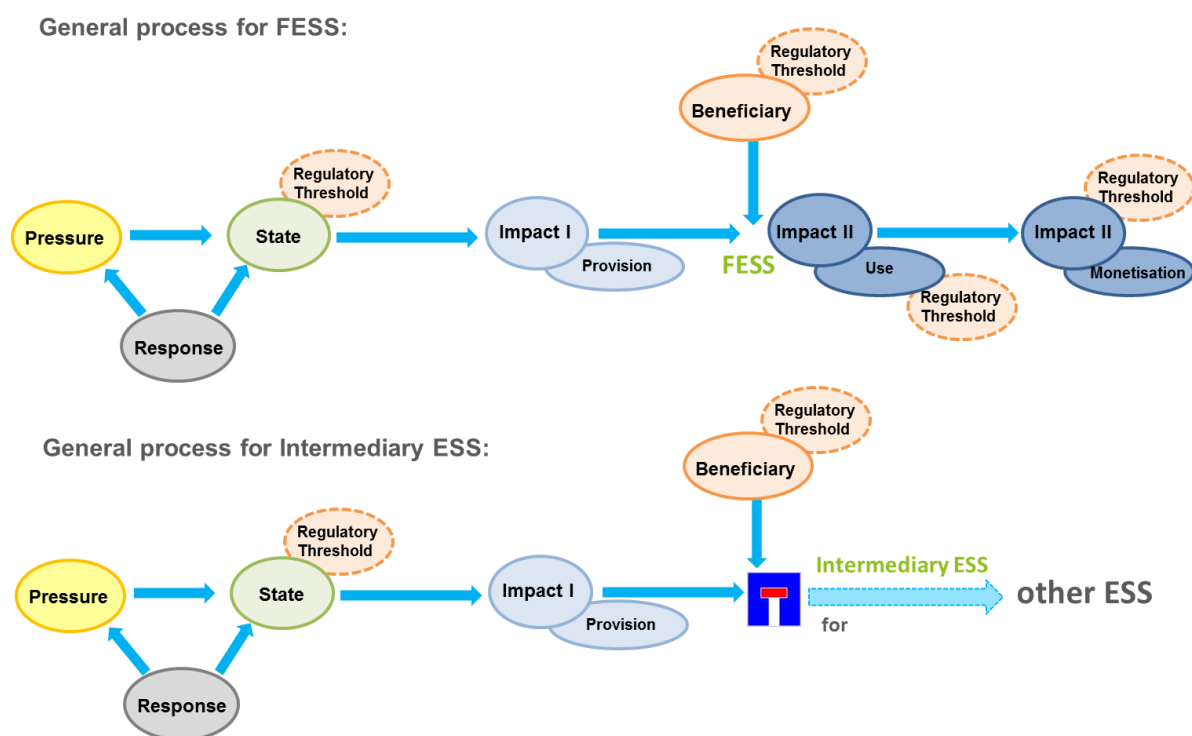 General process for FESS:
Regulatory
Threshold
Beneficiary
Regulatory
Threshold
Pressure
State
Impact I
Provision
FESS
Impact II
Use
Regulatory
Threshold
Regulatory
Threshold
Impact II
Monetisation
Response
General process for Intermediary ESS:
Regulatory
Threshold
Beneficiary
Regulatory
Threshold
Pressure
State
Impact I
Provision
Intermediary ESS
for
other ESS
Response